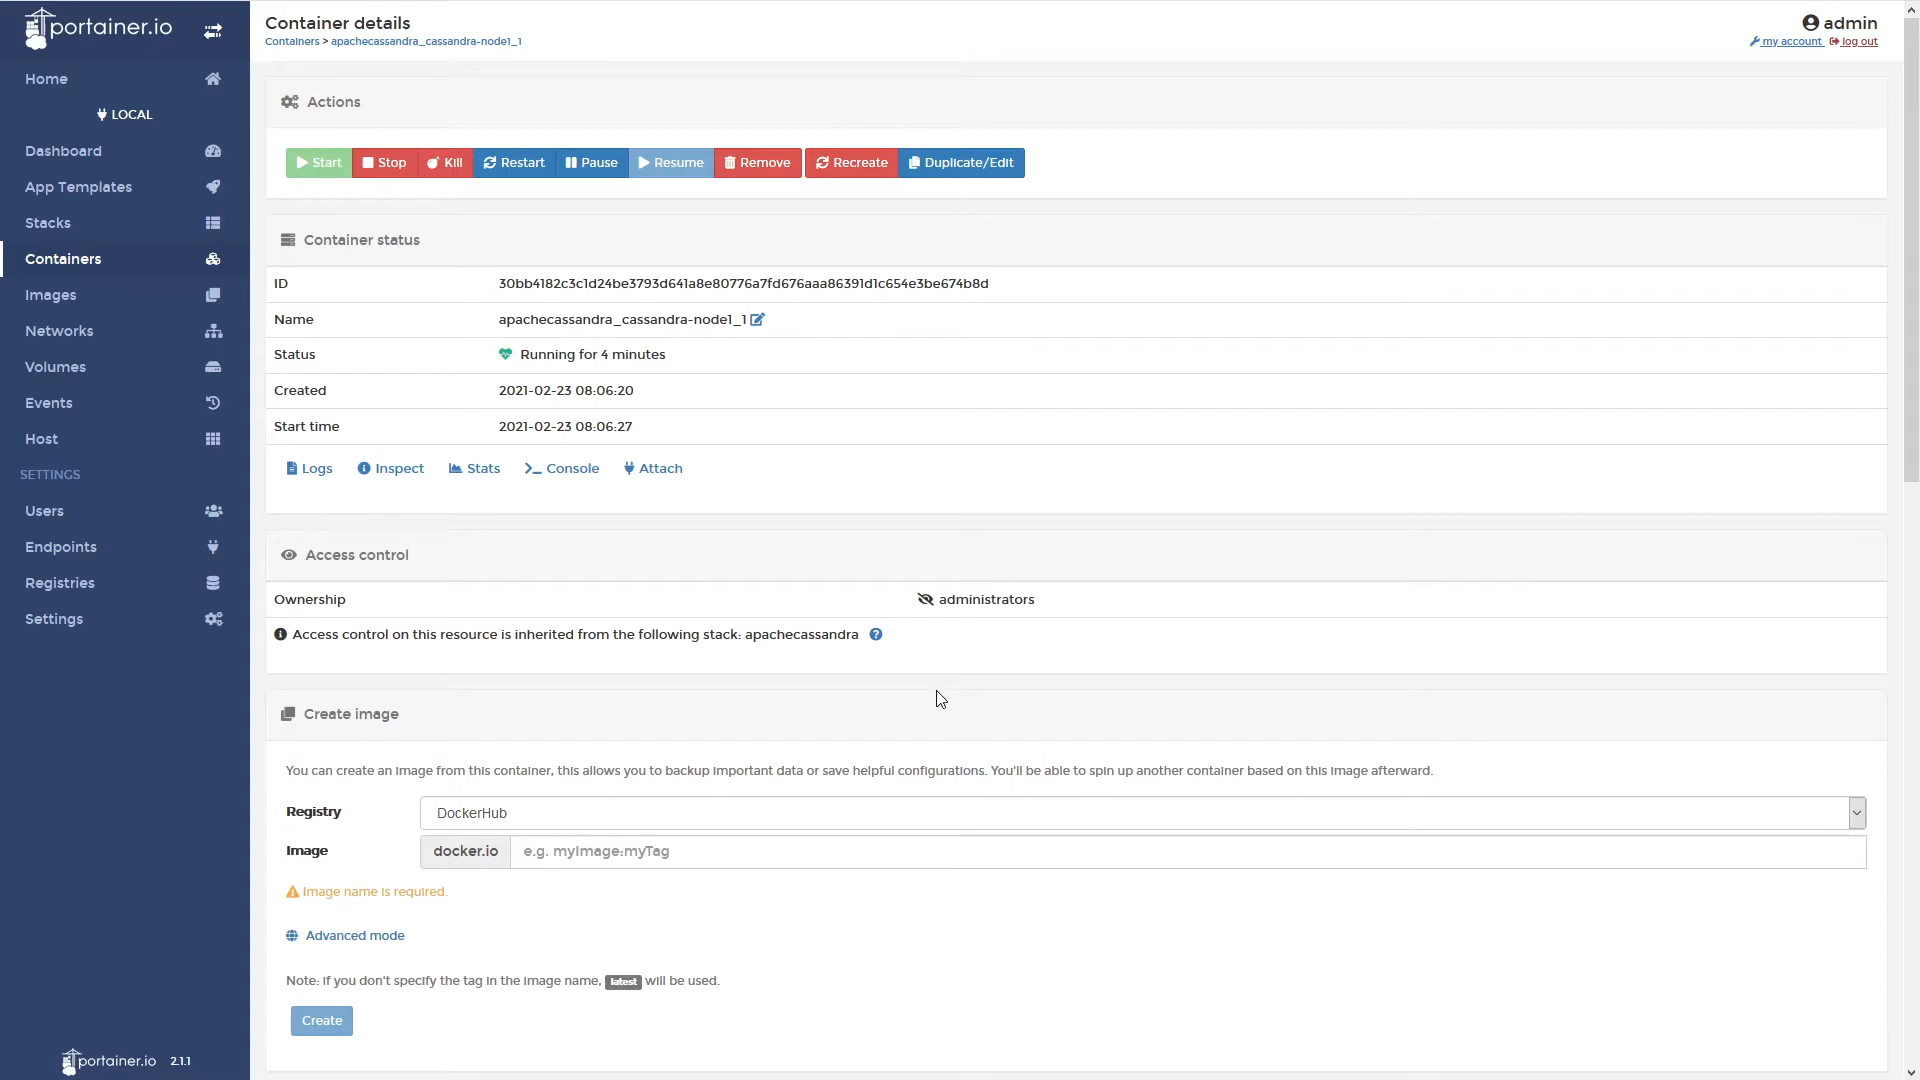 portainer.io
Home
LOCAL
Dashboard
App Templates
Stacks
Containers
Images
Networks
Volumes
Events
Host
SETTINGS
Users
Endpoints
Registries
Settings
portainer.io 2.1.1
Container details
Containers > apachecassandra_cassandra-node1_1
admin
my account log out
Actions
Start Stop Kill Restart Pause Resume Remove Recreate Duplicate/Edit
Container status
ID 30bb4182c3c1d24be3793d641a8e80776a7fd676aaa86391d1c654e3be674b8d
Name apachecassandra_cassandra-node1_1
Status Running for 4 minutes
Created 2021-02-23 08:06:20
Start time 2021-02-23 08:06:27
Logs Inspect Stats >_ Console Attach
Access control
Ownership administrators
Access control on this resource is inherited from the following stack: apachecassandra
Create image
You can create an image from this container, this allows you to backup important data or save helpful configurations. You'll be able to spin up another container based on this image afterward.
Registry DockerHub
Image docker.io e.g. myImage:myTag
Image name is required.
Advanced mode
Note: if you don't specify the tag in the image name, latest will be used.
Create